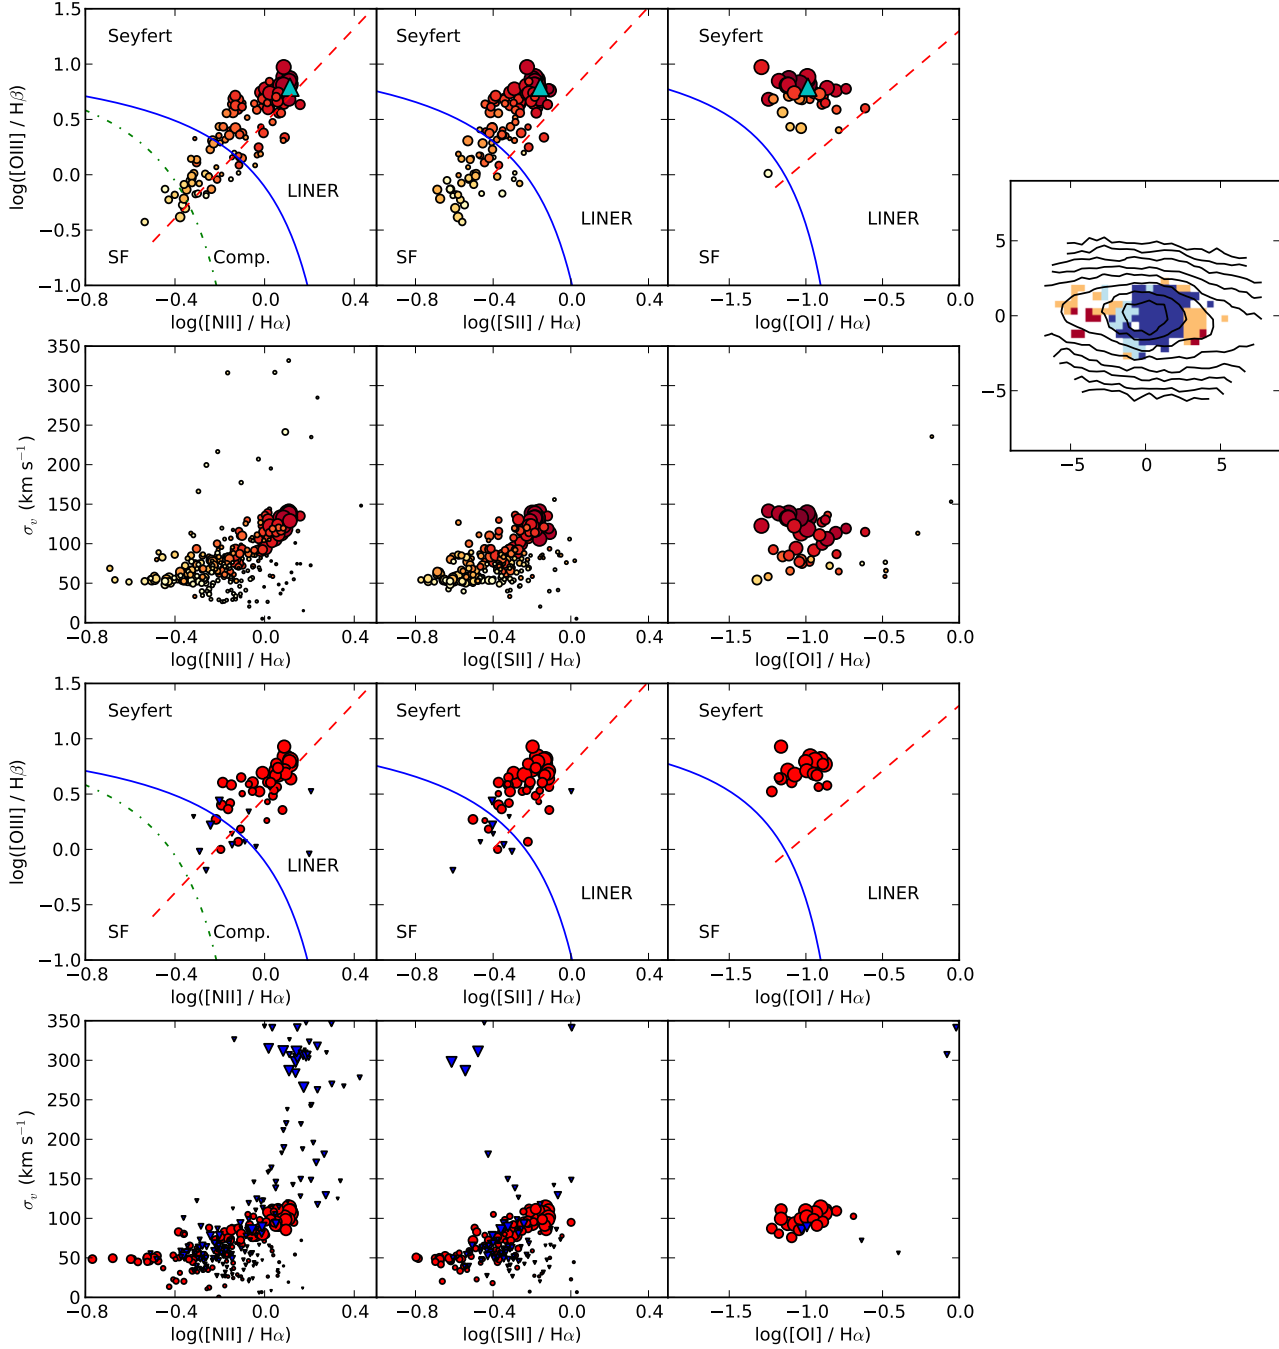 1.5
1.0
0.5
0.0
−0.5
−1.0
log([OIII] / Hβ)
Seyfert
LINER
SF
Comp.
Seyfert
LINER
SF
Seyfert
LINER
SF
−0.8 −0.4 0.0 0.4
−0.8 −0.4 0.0 0.4
−1.5 −1.0 −0.5 0.0
log([NII] / Hα)
log([SII] / Hα)
log([OI] / Hα)
5
0
−5
−5 0 5
350
300
250
200
150
100
50
0
σv (km s−1)
−0.8 −0.4 0.0 0.4
−0.8 −0.4 0.0 0.4
−1.5 −1.0 −0.5 0.0
log([NII] / Hα)
log([SII] / Hα)
log([OI] / Hα)
1.5
1.0
0.5
0.0
−0.5
−1.0
log([OIII] / Hβ)
Seyfert
LINER
SF
Comp.
Seyfert
LINER
SF
Seyfert
LINER
SF
−0.8 −0.4 0.0 0.4
−0.8 −0.4 0.0 0.4
−1.5 −1.0 −0.5 0.0
log([NII] / Hα)
log([SII] / Hα)
log([OI] / Hα)
350
300
250
200
150
100
50
0
σv (km s−1)
−0.8 −0.4 0.0 0.4
−0.8 −0.4 0.0 0.4
−1.5 −1.0 −0.5 0.0
log([NII] / Hα)
log([SII] / Hα)
log([OI] / Hα)